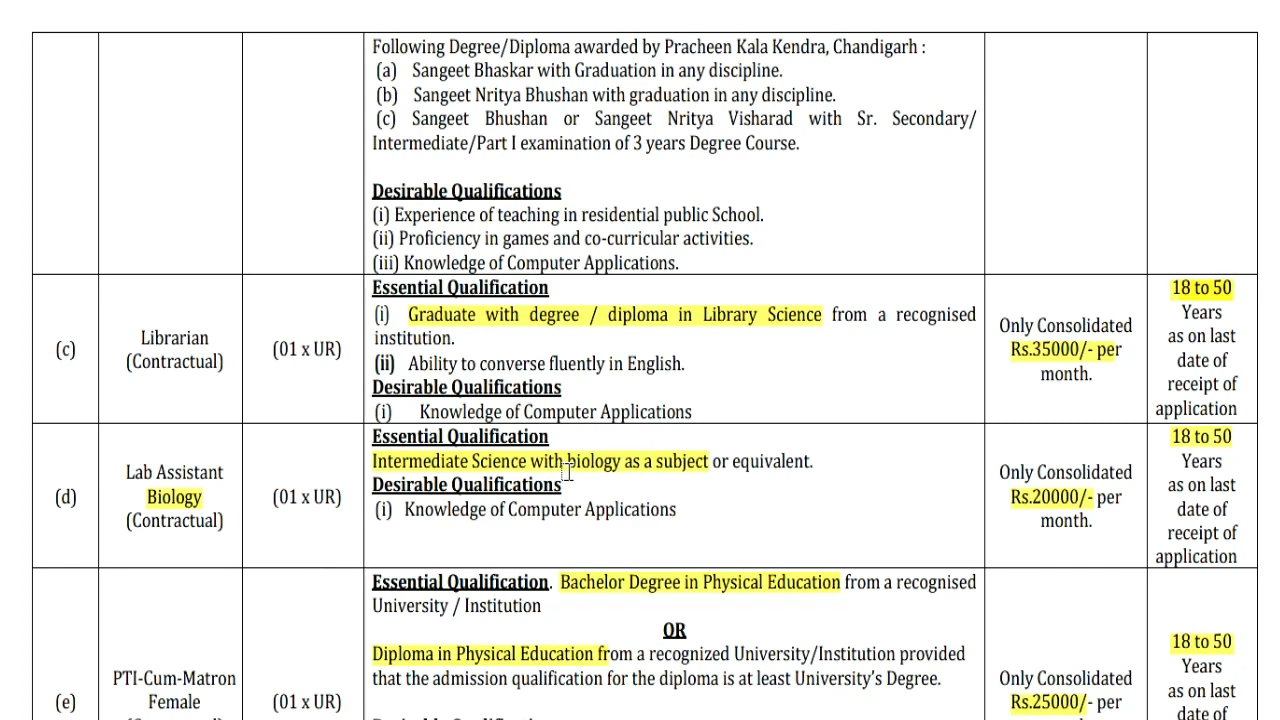 Following Degree/Diploma awarded by Pracheen Kala Kendra, Chandigarh :
(a) Sangeet Bhaskar with Graduation in any discipline.
(b) Sangeet Nritya Bhushan with graduation in any discipline.
(c) Sangeet Bhushan or Sangeet Nritya Visharad with Sr. Secondary/
Intermediate/Part I examination of 3 years Degree Course.
Desirable Qualifications
(i) Experience of teaching in residential public School.
(ii) Proficiency in games and co-curricular activities.
(iii) Knowledge of Computer Applications.
(c)
Librarian
(Contractual)
(01 x UR)
Essential Qualification
(i) Graduate with degree / diploma in Library Science from a recognised
institution.
(ii) Ability to converse fluently in English.
Desirable Qualifications
(i) Knowledge of Computer Applications
Only Consolidated
Rs.35000/- per
month.
18 to 50
Years
as on last
date of
receipt of
application
(d)
Lab Assistant
Biology
(Contractual)
(01 x UR)
Essential Qualification
Intermediate Science with biology as a subject or equivalent.
Desirable Qualifications
(i) Knowledge of Computer Applications
Only Consolidated
Rs.20000/- per
month.
18 to 50
Years
as on last
date of
receipt of
application
(e)
PTI-Cum-Matron
Female
(01 x UR)
Essential Qualification. Bachelor Degree in Physical Education from a recognised
University / Institution
OR
Diploma in Physical Education from a recognized University/Institution provided
that the admission qualification for the diploma is at least University's Degree.
Only Consolidated
Rs.25000/- per
18 to 50
Years
as on last
date of